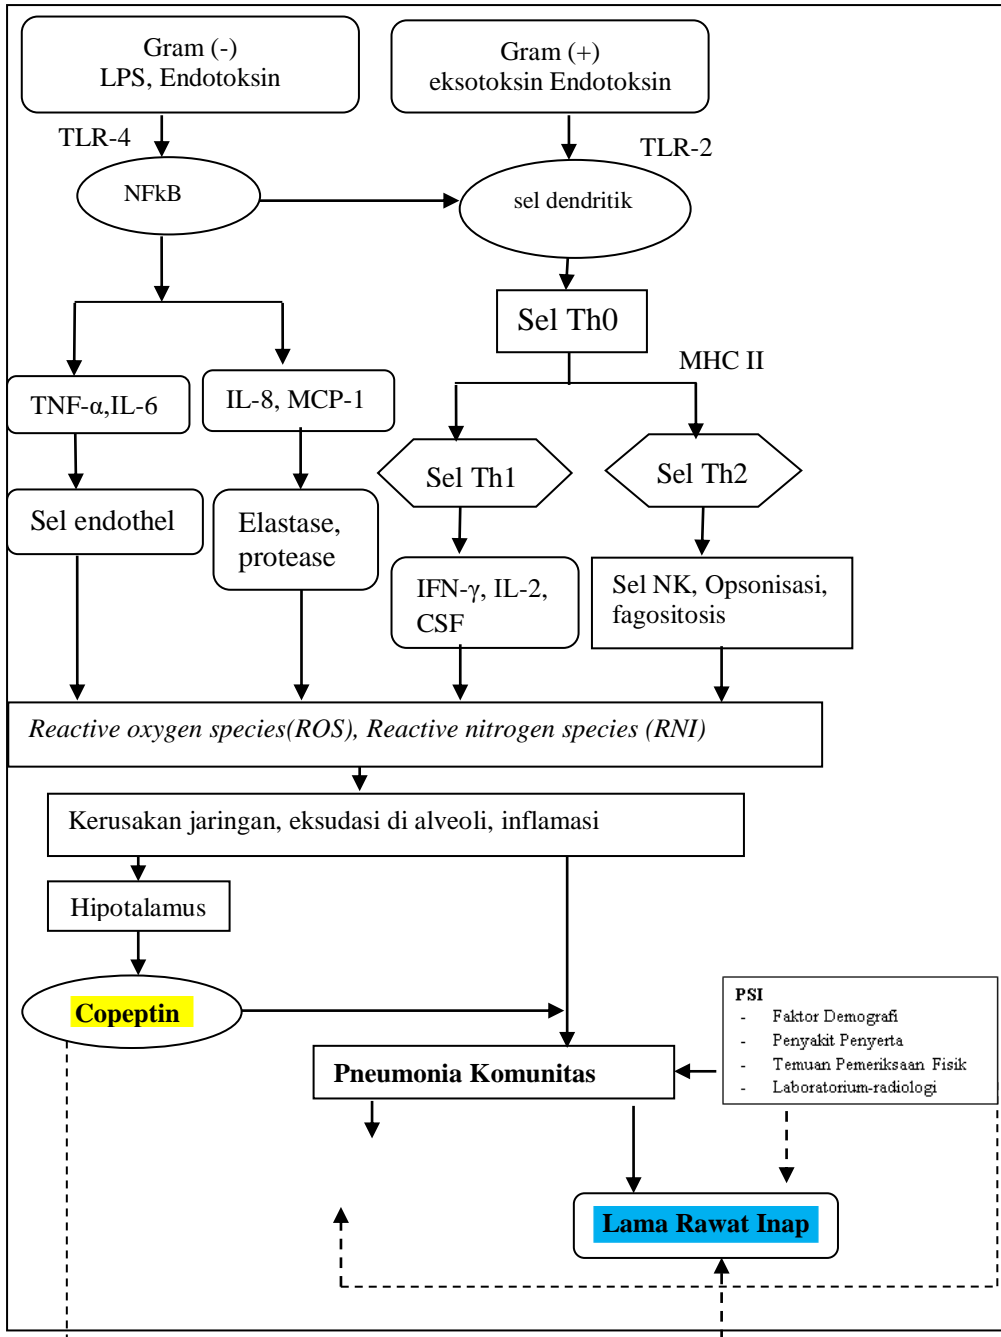 Gram (-)
LPS, Endotoksin
Gram (+)
eksotoksin Endotoksin
TLR-4
TLR-2
NFkB
sel dendritik
Sel Th0
MHC II
TNF-α,IL-6
IL-8, MCP-1
Sel Th1
Sel Th2
Sel endothel
Elastase,
protease
IFN-γ, IL-2,
CSF
Sel NK, Opsonisasi,
fagositosis
Reactive oxygen species(ROS), Reactive nitrogen species (RNI)
Kerusakan jaringan, eksudasi di alveoli, inflamasi
Hipotalamus
Copeptin
PSI
- Faktor Demografi
- Penyakit Penyerta
- Temuan Pemeriksaan Fisik
- Laboratorium-radiologi
Pneumonia Komunitas
Lama Rawat Inap